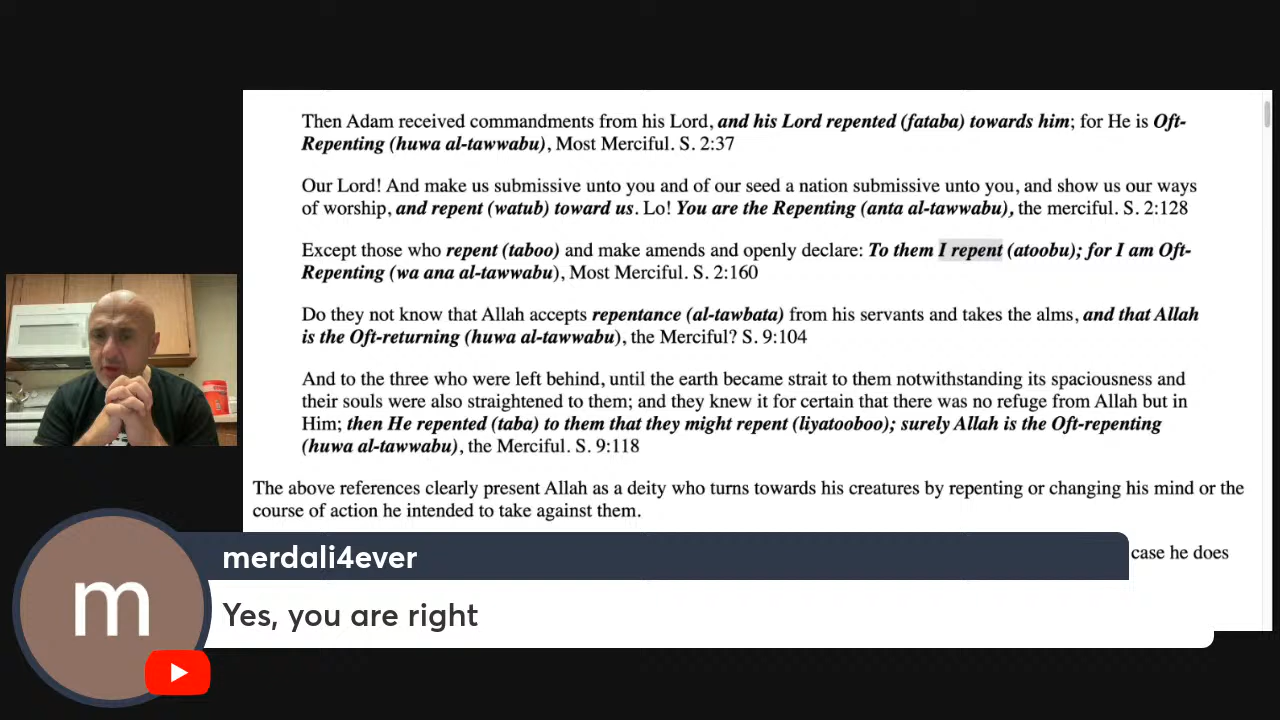 Then Adam received commandments from his Lord, and his Lord repented (fataba) towards him; for He is Oft-
Repenting (huwa al-tawwabu), Most Merciful. S. 2:37
Our Lord! And make us submissive unto you and of our seed a nation submissive unto you, and show us our ways
of worship, and repent (watub) toward us. Lo! You are the Repenting (anta al-tawwabu), the merciful. S. 2:128
Except those who repent (taboo) and make amends and openly declare: To them I repent (atoobu); for I am Oft-
Repenting (wa ana al-tawwabu), Most Merciful. S. 2:160
Do they not know that Allah accepts repentance (al-tawbata) from his servants and takes the alms, and that Allah
is the Oft-returning (huwa al-tawwabu), the Merciful? S. 9:104
And to the three who were left behind, until the earth became strait to them notwithstanding its spaciousness and
their souls were also straightened to them; and they knew it for certain that there was no refuge from Allah but in
Him; then He repented (taba) to them that they might repent (liyatooboo); surely Allah is the Oft-repenting
(huwa al-tawwabu), the Merciful. S. 9:118
The above references clearly present Allah as a deity who turns towards his creatures by repenting or changing his mind or the
course of action he intended to take against them.
case he does
m
merdali4ever
Yes, you are right